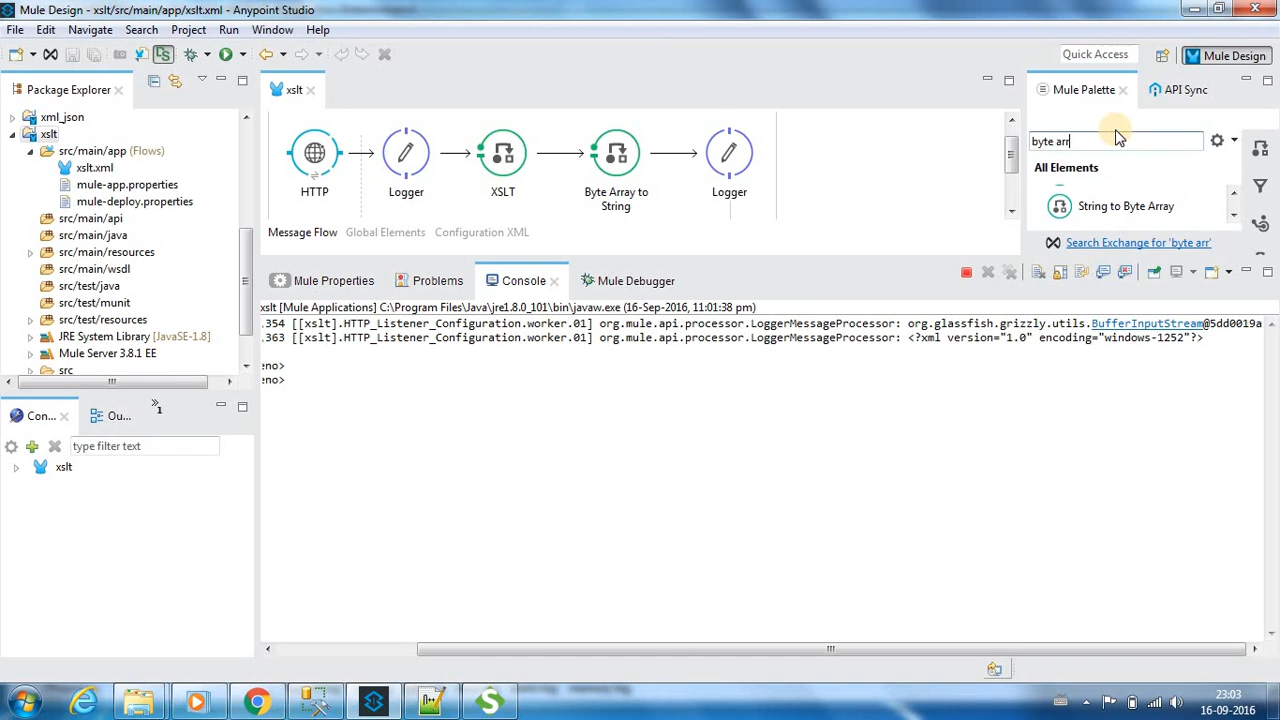 Mule Design - xslt/src/main/app/xslt.xml - Anypoint Studio
File Edit Navigate Search Project Run Window Help
Quick Access
Mule Design
Package Explorer
xml_json
xslt
src/main/app (Flows)
xslt.xml
mule-app.properties
mule-deploy.properties
src/main/api
src/main/java
src/main/resources
src/main/wsdl
src/test/java
src/test/munit
src/test/resources
JRE System Library [JavaSE-1.8]
Mule Server 3.8.1 EE
src
xslt
HTTP
Logger
XSLT
Byte Array to
String
Logger
Message Flow Global Elements Configuration XML
Mule Palette
API Sync
byte arr
All Elements
String to Byte Array
Search Exchange for 'byte arr'
Mule Properties
Problems
Console
Mule Debugger
xslt [Mule Applications] C:\Program Files\Java\jre1.8.0_101\bin\javaw.exe (16-Sep-2016, 11:01:38 pm)
.354 [[xslt].HTTP_Listener_Configuration.worker.01] org.mule.api.processor.LoggerMessageProcessor: org.glassfish.grizzly.utils.BufferInputStream@5dd0019a
.363 [[xslt].HTTP_Listener_Configuration.worker.01] org.mule.api.processor.LoggerMessageProcessor: <?xml version="1.0" encoding="windows-1252"?>
eno>
eno>
Con...
Ou...
1
type filter text
xslt
23:03
16-09-2016